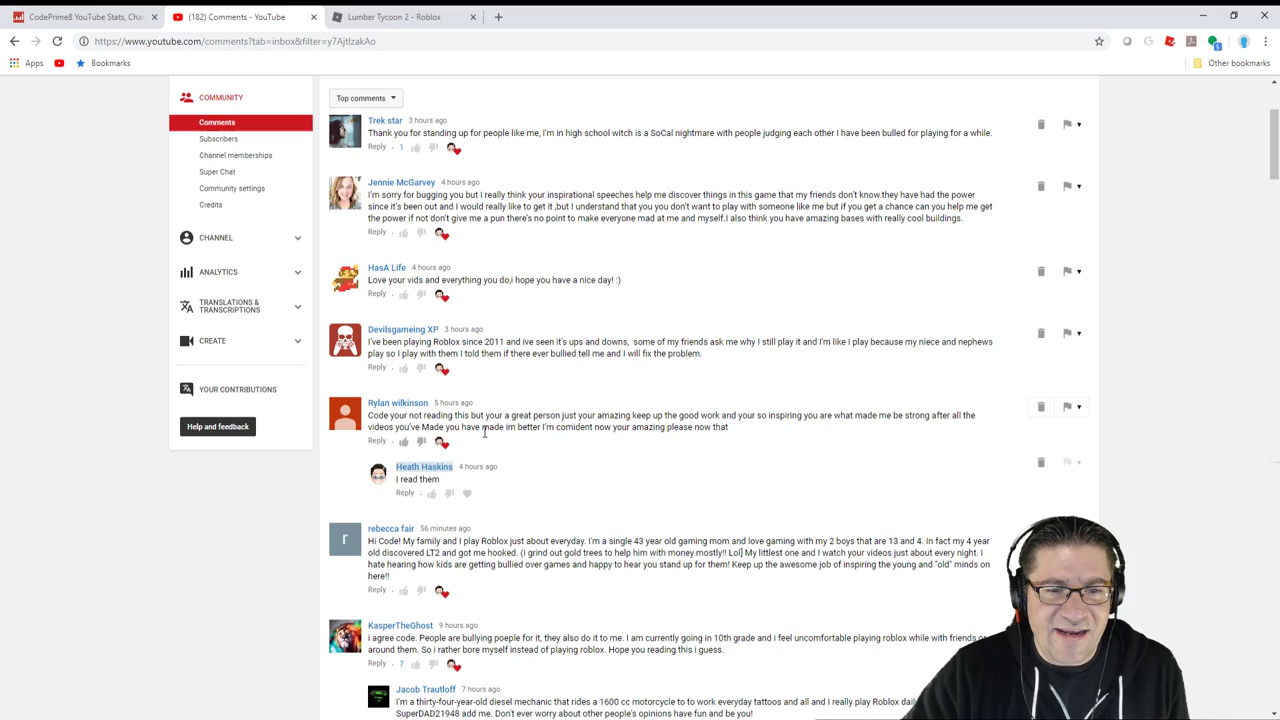 CodePrime8 YouTube Stats, Chan
(182) Comments - YouTube
Lumber Tycoon 2 - Roblox
https://www.youtube.com/comments?tab=inbox&filter=y7AjtlzakAo
Apps
Bookmarks
Other bookmarks
COMMUNITY
Comments
Subscribers
Channel memberships
Super Chat
Community settings
Credits
CHANNEL
ANALYTICS
TRANSLATIONS &
TRANSCRIPTIONS
CREATE
YOUR CONTRIBUTIONS
Help and feedback
Top comments
Trek star 3 hours ago
Thank you for standing up for people like me, I'm in high school witch is a SoCal nightmare with people judging each other I have been bulled for playing for a while.
Reply . 1
Jennie McGarvey 4 hours ago
I'm sorry for bugging you but I really think your inspirational speeches help me discover things in this game that my friends don't know.they have had the power
since it's been out and I would really like to get it ,but I understand that you you don't want to play with someone like me but if you get a chance can you help me get
the power if not don't give me a pun there's no point to make everyone mad at me and myself.I also think you have amazing bases with really cool buildings.
Reply .
HasA Life 4 hours ago
Love your vids and everything you do,i hope you have a nice day! :)
Reply .
Devilsgameing XP 3 hours ago
I've been playing Roblox since 2011 and ive seen it's ups and downs, some of my friends ask me why I still play it and I'm like I play because my niece and nephews
play so I play with them I told them if there ever bullied tell me and I will fix the problem.
Reply .
Rylan wilkinson 5 hours ago
Code your not reading this but your a great person just your amazing keep up the good work and your so inspiring you are what made me be strong after all the
videos you've Made you have made im better I'm comident now your amazing please now that
Reply .
Heath Haskins 4 hours ago
I read them
Reply .
r
rebecca fair 56 minutes ago
Hi Code! My family and I play Roblox just about everyday. I'm a single 43 year old gaming mom and love gaming with my 2 boys that are 13 and 4. In fact my 4 year
old discovered LT2 and got me hooked. (I grind out gold trees to help him with money mostly!! Lol] My littlest one and I watch your videos just about every night. I
hate hearing how kids are getting bullied over games and happy to hear you stand up for them! Keep up the awesome job of inspiring the young and "old" minds on
here!!
Reply .
KasperTheGhost 9 hours ago
i agree code. People are bullying poeple for it, they also do it to me. I am currently going in 10th grade and i feel uncomfortable playing roblox while with friends or
around them. So i rather bore myself instead of playing roblox. Hope you reading this i guess.
Reply . 7
Jacob Trautloff 7 hours ago
I'm a thirty-four-year-old diesel mechanic that rides a 1600 cc motorcycle to to work everyday tattoos and all and I really play Roblox
SuperDAD21948 add me. Don't ever worry about other people's opinions have fun and be you!